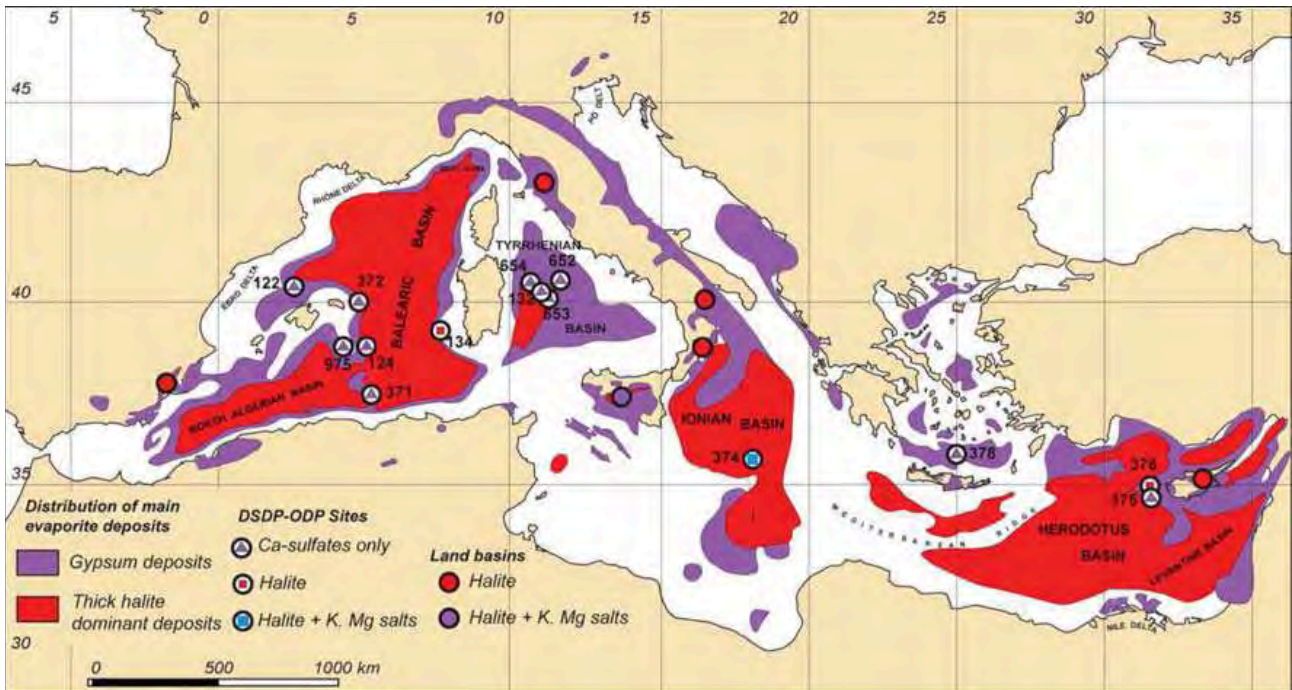 5
0
5
10
15
20
25
30
35
45
40
35
30
PO DELT
RHÔNE DELTA
EBRO DELTA
BALEARIC
BASIN
NORTH ALGERIAN BASIN
TYRRHENIAN
BASIN
IONIAN
BASIN
MEDITERRANEAN RIDGE
HERODOTUS
BASIN
LEVANTINE BASIN
NILE DELTA
122
372
975
124
371
134
654
652
132
653
374
378
376
375
Distribution of main
evaporite deposits
Gypsum deposits
Thick halite
dominant deposits
DSDP-ODP Sites
Ca-sulfates only
Halite
Halite + K. Mg salts
Land basins
Halite
Halite + K. Mg salts
0
500
1000 km